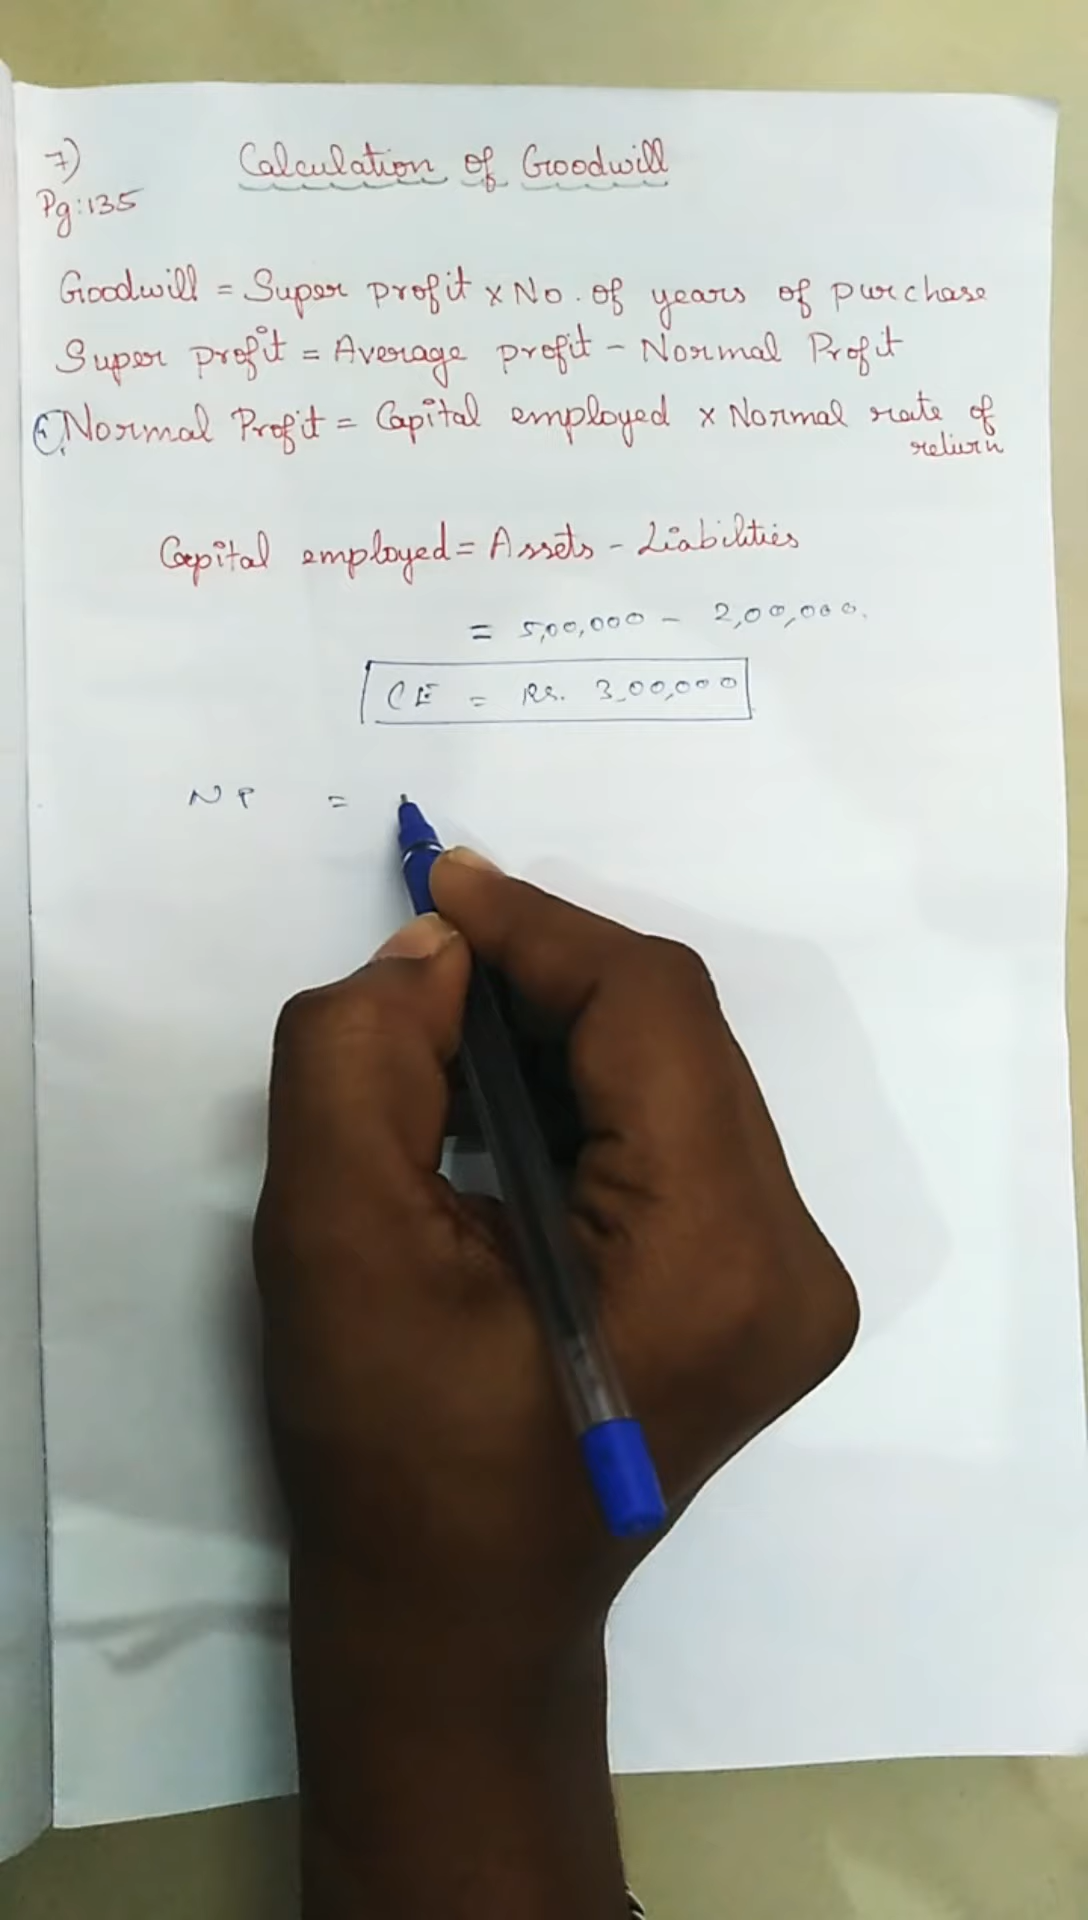 7) Calculation of Goodwill
Pg:135
Goodwill = Super profit x No. of years of purchase
Super profit = Average profit - Normal Profit
Normal Profit = Capital employed x Normal rate of
return
Capital employed = Assets - Liabilities
= 5,00,000 - 2,00,000.
CE = Rs. 3,00,000
NP =